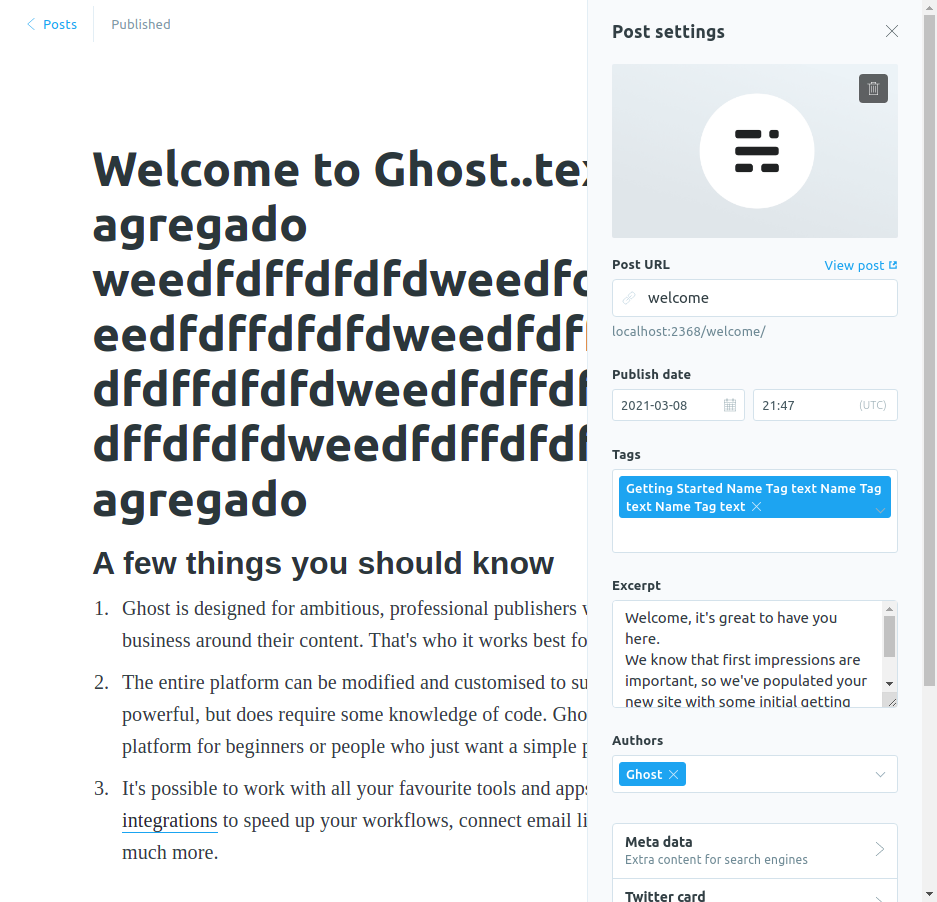 Posts
Published
Welcome to Ghost..tex
agregado
weedfdffdfdfdweedfd
eedfdffdfdfdweedfdff
dfdffdfdfdweedfdffdf
dffdfdfdweedfdffdfdf
agregado
A few things you should know
1. Ghost is designed for ambitious, professional publishers
business around their content. That's who it works best fo
2. The entire platform can be modified and customised to su
powerful, but does require some knowledge of code. Gho
platform for beginners or people who just want a simple
3. It's possible to work with all your favourite tools and apps
integrations to speed up your workflows, connect email li
much more.
Post settings
Post URL
View post
welcome
localhost:2368/welcome/
Publish date
2021-03-08
21:47
(UTC)
Tags
Getting Started Name Tag text Name Tag
text Name Tag text
Excerpt
Welcome, it's great to have you
here.
We know that first impressions are
important, so we've populated your
new site with some initial getting
Authors
Ghost
Meta data
Extra content for search engines
Twitter card